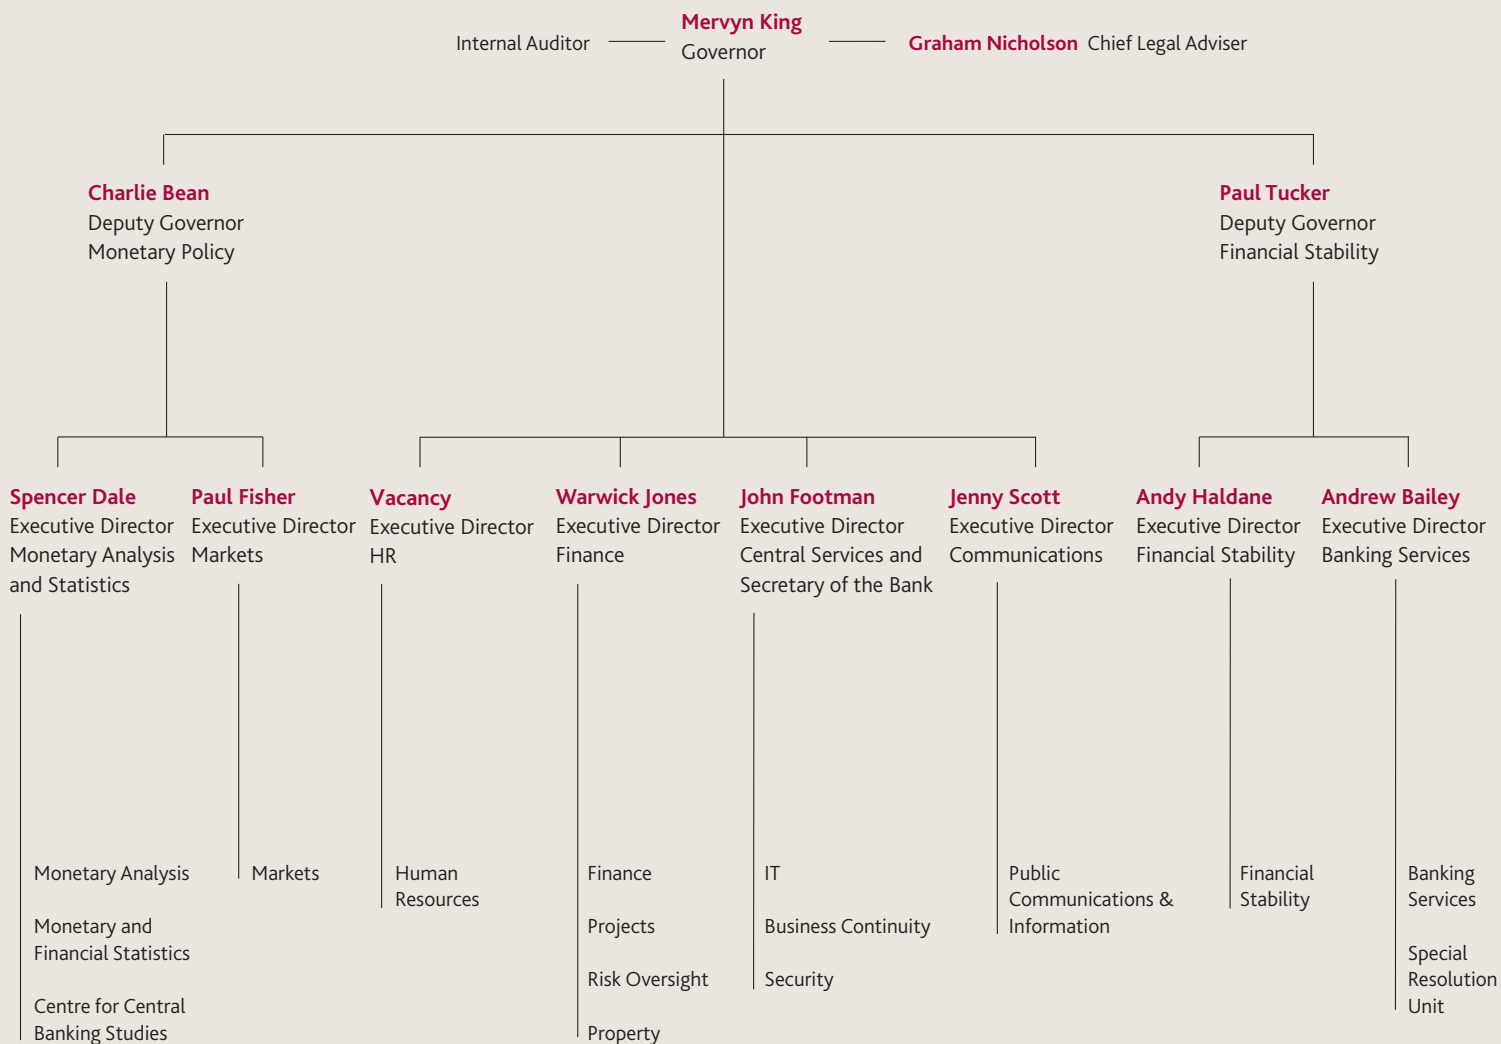 Mervyn King
Governor
Internal Auditor
Graham Nicholson Chief Legal Adviser
Charlie Bean
Deputy Governor
Monetary Policy
Paul Tucker
Deputy Governor
Financial Stability
Spencer Dale
Executive Director
Monetary Analysis
and Statistics
Paul Fisher
Executive Director
Markets
Vacancy
Executive Director
HR
Warwick Jones
Executive Director
Finance
John Footman
Executive Director
Central Services and
Secretary of the Bank
Jenny Scott
Executive Director
Communications
Andy Haldane
Executive Director
Financial Stability
Andrew Bailey
Executive Director
Banking Services
Monetary Analysis
Monetary and
Financial Statistics
Centre for Central
Banking Studies
Markets
Human
Resources
Finance
Projects
Risk Oversight
Property
IT
Business Continuity
Security
Public
Communications &
Information
Financial
Stability
Banking
Services
Special
Resolution
Unit